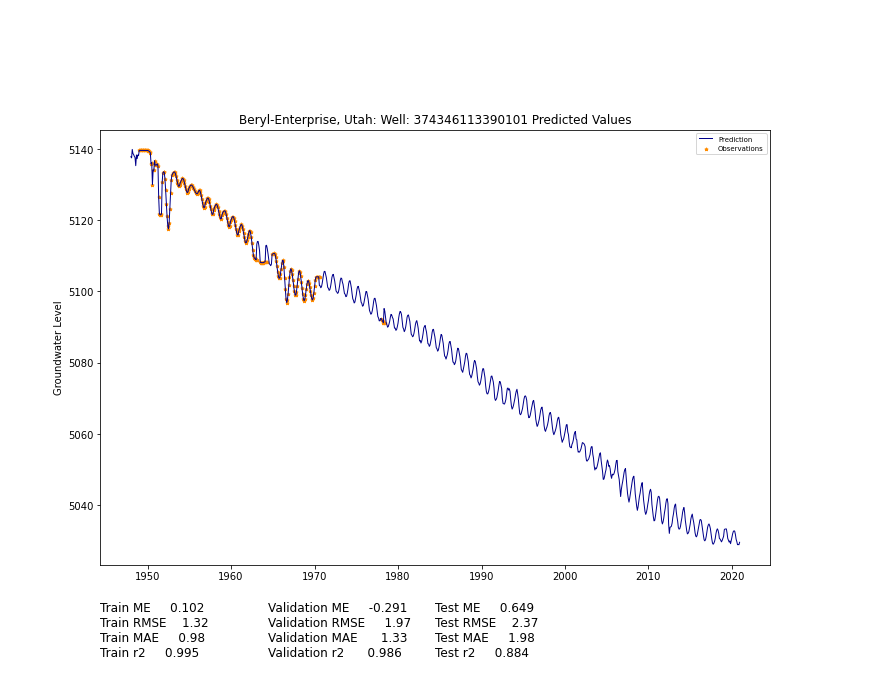 Beryl-Enterprise, Utah: Well: 374346113390101 Predicted Values
Prediction
Observations
Groundwater Level
5140
5120
5100
5080
5060
5040
1950 1960 1970 1980 1990 2000 2010 2020
Train ME 0.102 Validation ME -0.291 Test ME 0.649
Train RMSE 1.32 Validation RMSE 1.97 Test RMSE 2.37
Train MAE 0.98 Validation MAE 1.33 Test MAE 1.98
Train r2 0.995 Validation r2 0.986 Test r2 0.884